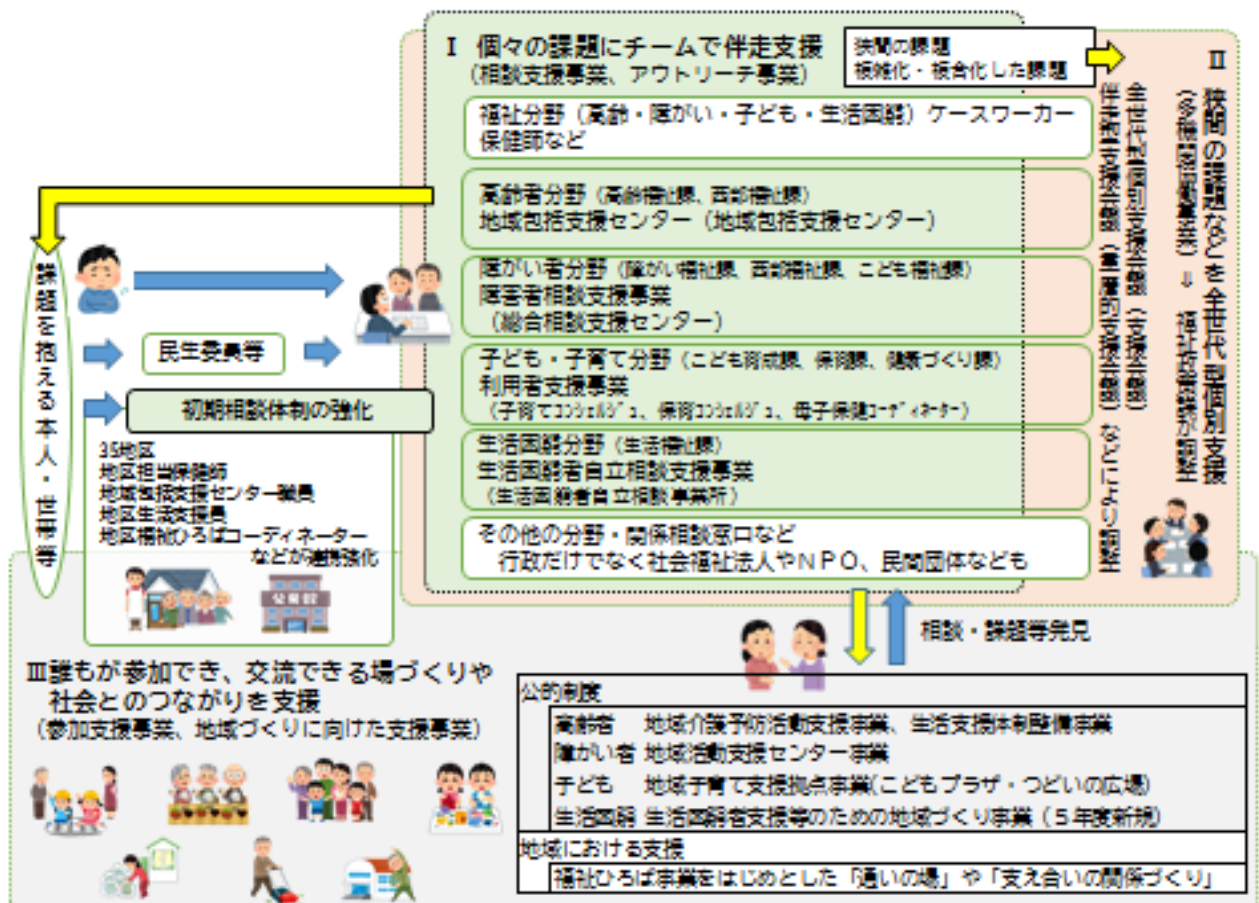 Ⅰ 個々の課題にチームで伴走支援
（相談支援事業、アウトリーチ事業）
狭間の課題
複雑化・複合化した課題
福祉分野（高齢・障がい・子ども・生活困窮）ケースワーカー
保健師など
高齢者分野（高齢福祉課、西部福祉課）
地域包括支援センター（地域包括支援センター）
障がい者分野（障がい福祉課、西部福祉課、こども福祉課）
障害者相談支援事業
（総合相談支援センター）
子ども・子育て分野（こども育成課、保育課、健康づくり課）
利用者支援事業
（子育てｺﾝｼｪﾙｼﾞｭ、保育ｺﾝｼｪﾙｼﾞｭ、母子保健ｺｰﾃﾞｨﾈｰﾀｰ）
生活困窮分野（生活福祉課）
生活困窮者自立相談支援事業
（生活困窮者自立相談事業所）
その他の分野・関係相談窓口など
行政だけでなく社会福祉法人やＮＰＯ、民間団体なども
Ⅱ 狭間の課題などを全世代型個別支援
（多機関協働事業）⇒ 福祉政策課が調整
全世代型個別支援会議（支援会議）
伴走型支援会議（重層的支援会議）などにより調整
課題を抱える本人・世帯等
民生委員等
初期相談体制の強化
35地区
地区担当保健師
地域包括支援センター職員
地区生活支援員
地区福祉ひろばコーディネーター
などが連携強化
公民館
相談・課題等発見
Ⅲ誰もが参加でき、交流できる場づくりや
社会とのつながりを支援
（参加支援事業、地域づくりに向けた支援事業）
公的制度
高齢者 地域介護予防活動支援事業、生活支援体制整備事業
障がい者 地域活動支援センター事業
子ども 地域子育て支援拠点事業(こどもプラザ・つどいの広場)
生活困窮 生活困窮者支援等のための地域づくり事業（５年度新規）
地域における支援
福祉ひろば事業をはじめとした「通いの場」や「支え合いの関係づくり」